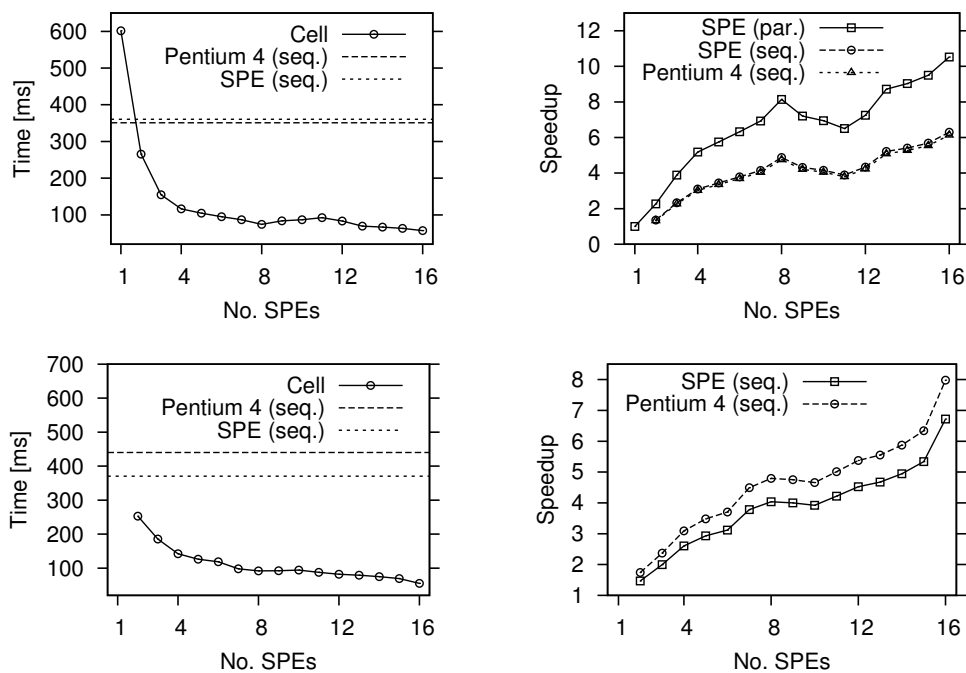 600
500
400
300
200
100
Time [ms]
Cell
Pentium 4 (seq.)
SPE (seq.)
1
4
8
12
16
No. SPEs
12
10
8
6
4
2
0
Speedup
SPE (par.)
SPE (seq.)
Pentium 4 (seq.)
1
4
8
12
16
No. SPEs
700
600
500
400
300
200
100
Time [ms]
Cell
Pentium 4 (seq.)
SPE (seq.)
1
4
8
12
16
No. SPEs
8
7
6
5
4
3
2
1
Speedup
SPE (seq.)
Pentium 4 (seq.)
1
4
8
12
16
No. SPEs